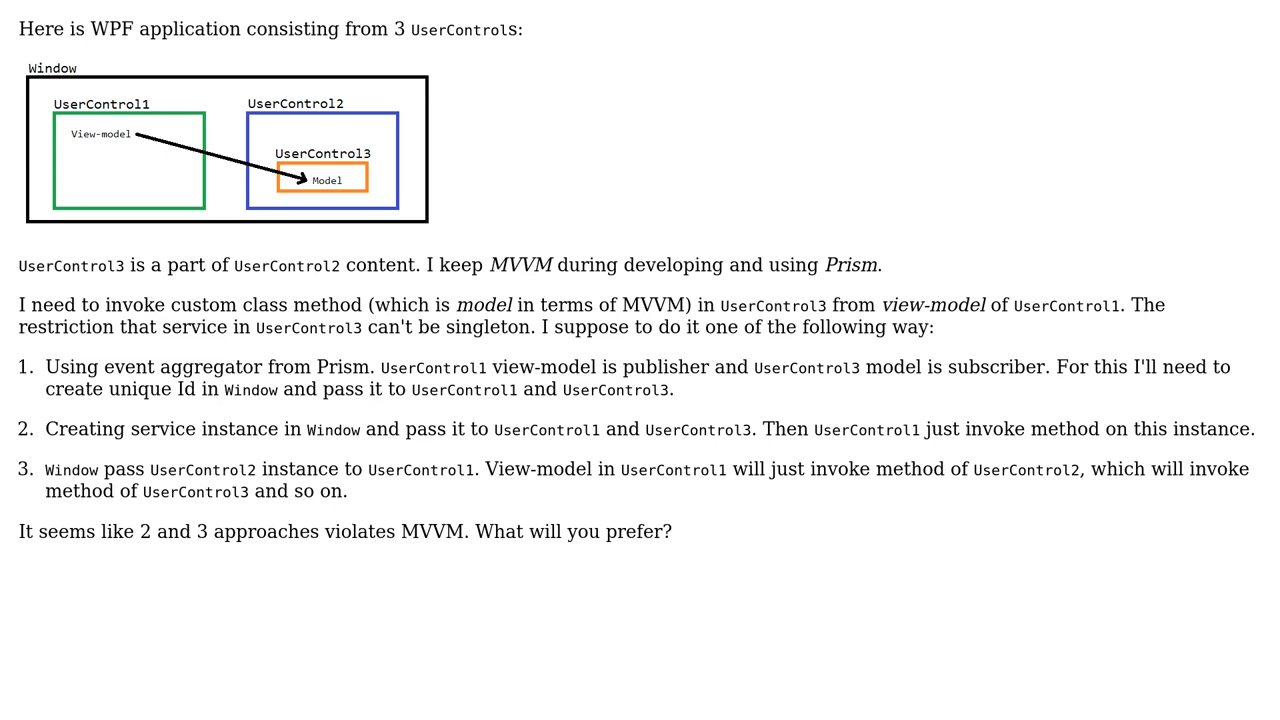 Here is WPF application consisting from 3 UserControls:
Window
UserControl1
UserControl2
View-model
UserControl3
Model
UserControl3 is a part of UserControl2 content. I keep MVVM during developing and using Prism.
I need to invoke custom class method (which is model in terms of MVVM) in UserControl3 from view-model of UserControl1. The
restriction that service in UserControl3 can't be singleton. I suppose to do it one of the following way:
1. Using event aggregator from Prism. UserControl1 view-model is publisher and UserControl3 model is subscriber. For this I'll need to
create unique Id in Window and pass it to UserControl1 and UserControl3.
2. Creating service instance in Window and pass it to UserControl1 and UserControl3. Then UserControl1 just invoke method on this instance.
3. Window pass UserControl2 instance to UserControl1. View-model in UserControl1 will just invoke method of UserControl2, which will invoke
method of UserControl3 and so on.
It seems like 2 and 3 approaches violates MVVM. What will you prefer?